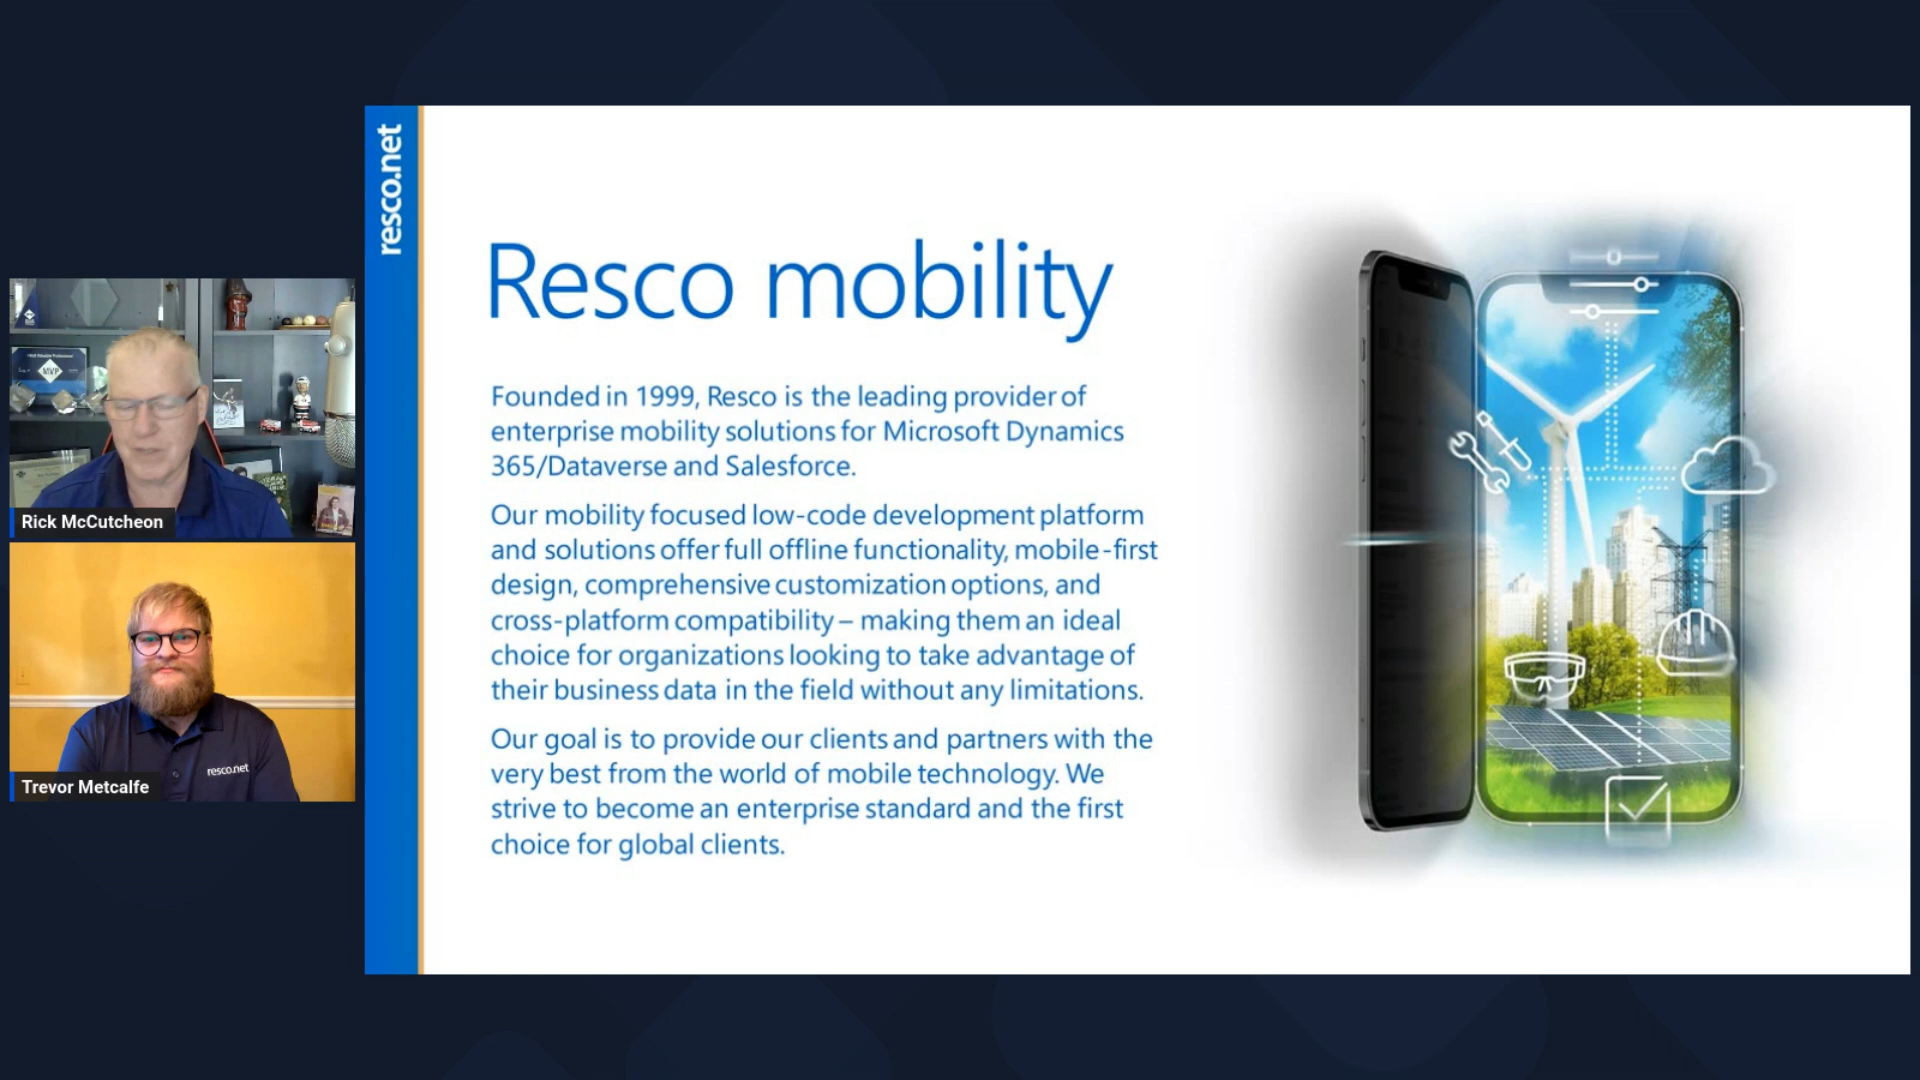 resco.net
Resco mobility
Founded in 1999, Resco is the leading provider of
enterprise mobility solutions for Microsoft Dynamics
365/Dataverse and Salesforce.
Our mobility focused low-code development platform
and solutions offer full offline functionality, mobile-first
design, comprehensive customization options, and
cross-platform compatibility – making them an ideal
choice for organizations looking to take advantage of
their business data in the field without any limitations.
Our goal is to provide our clients and partners with the
very best from the world of mobile technology. We
strive to become an enterprise standard and the first
choice for global clients.
MVP
Rick McCutcheon
resco.net
Trevor Metcalfe